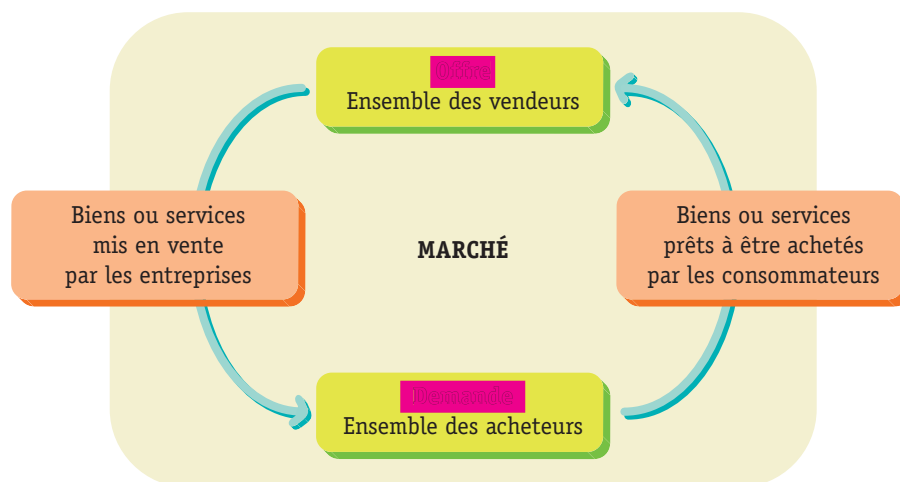 Offre
Ensemble des vendeurs
Biens ou services
mis en vente
par les entreprises
MARCHÉ
Biens ou services
prêts à être achetés
par les consommateurs
Demande
Ensemble des acheteurs